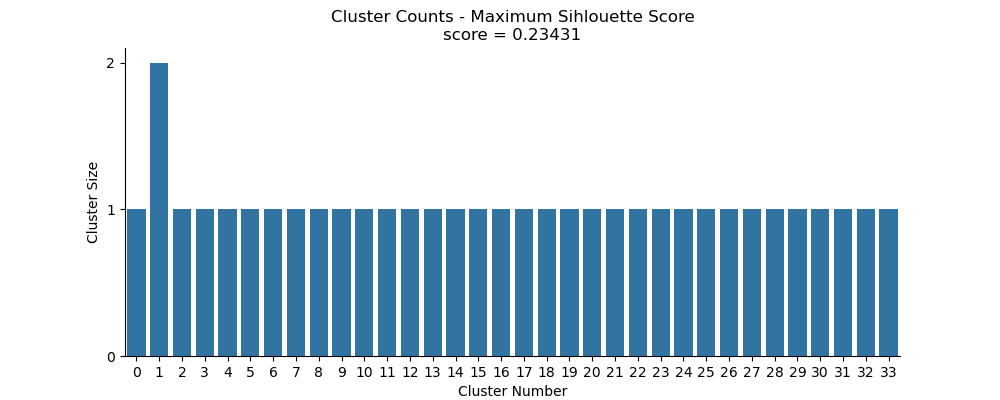 Cluster Counts - Maximum Sihlouette Score
score = 0.23431
2
1
0
Cluster Size
0 1 2 3 4 5 6 7 8 9 10 11 12 13 14 15 16 17 18 19 20 21 22 23 24 25 26 27 28 29 30 31 32 33
Cluster Number